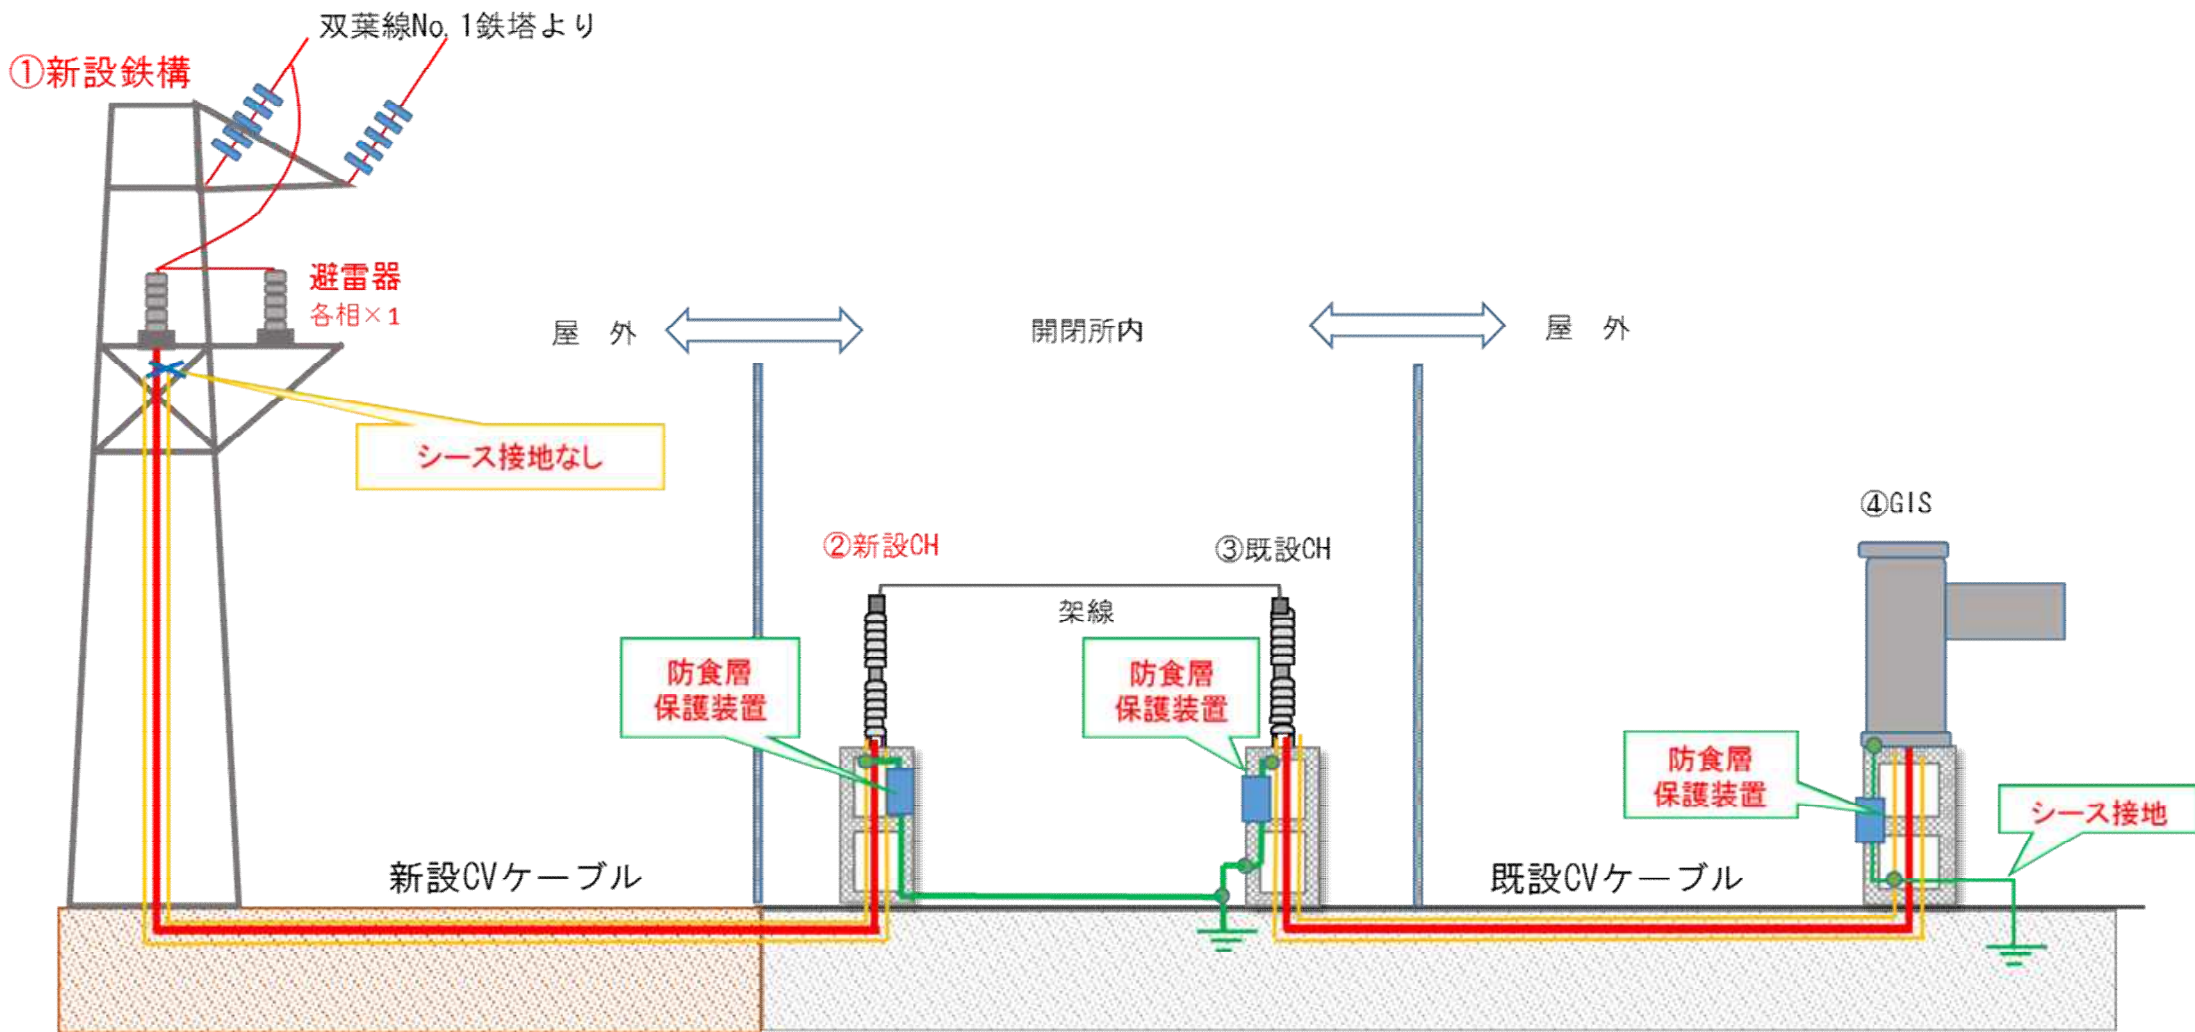 双葉線No.1鉄塔より
①新設鉄構
避雷器
各相×1
屋 外
開閉所内
屋 外
シース接地なし
④GIS
②新設CH
③既設CH
架線
防食層
保護装置
防食層
保護装置
防食層
保護装置
シース接地
新設CVケーブル
既設CVケーブル